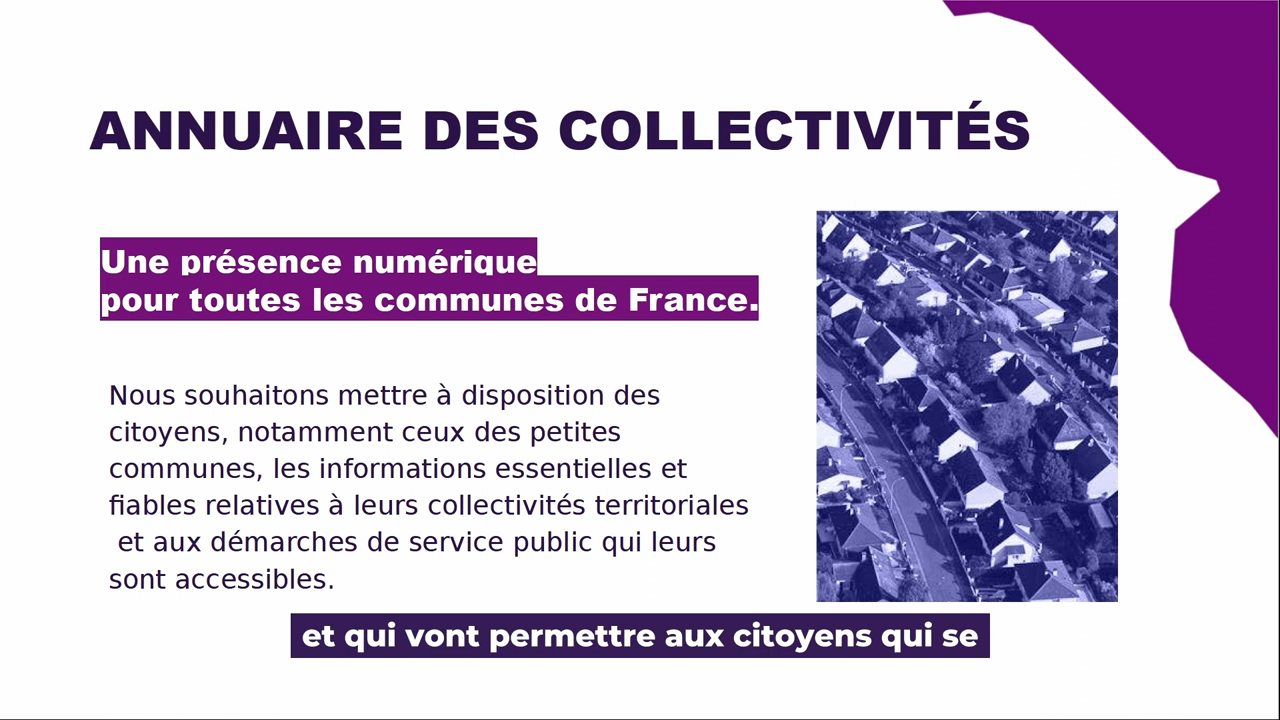 ANNUAIRE DES COLLECTIVITÉS
Une présence numérique
pour toutes les communes de France.
Nous souhaitons mettre à disposition des
citoyens, notamment ceux des petites
communes, les informations essentielles et
fiables relatives à leurs collectivités territoriales
et aux démarches de service public qui leurs
sont accessibles.
et qui vont permettre aux citoyens qui se